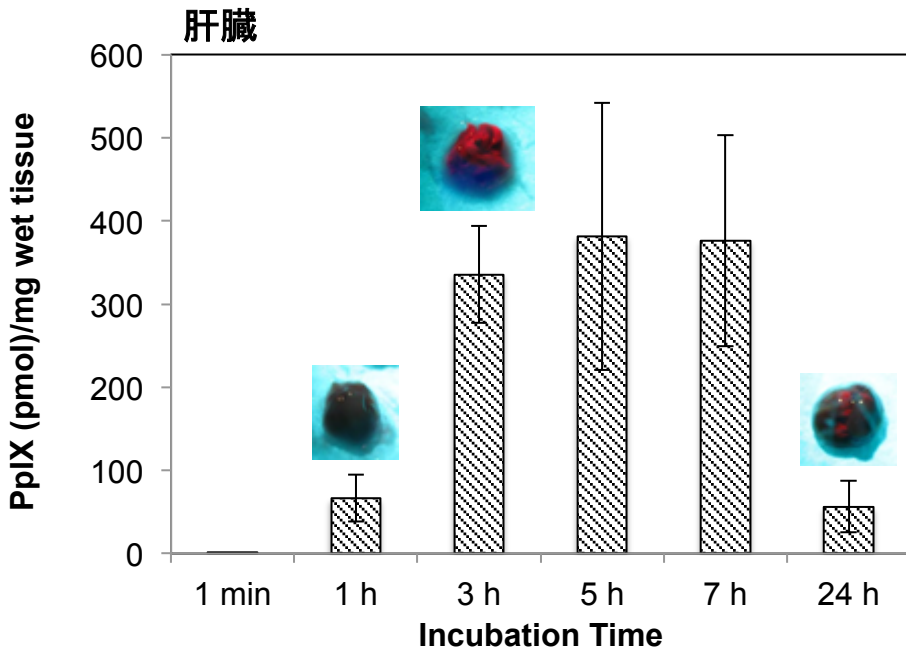 肝臓
PpIX (pmol)/mg wet tissue
600
500
400
300
200
100
0
1 min 1 h 3 h 5 h 7 h 24 h
Incubation Time